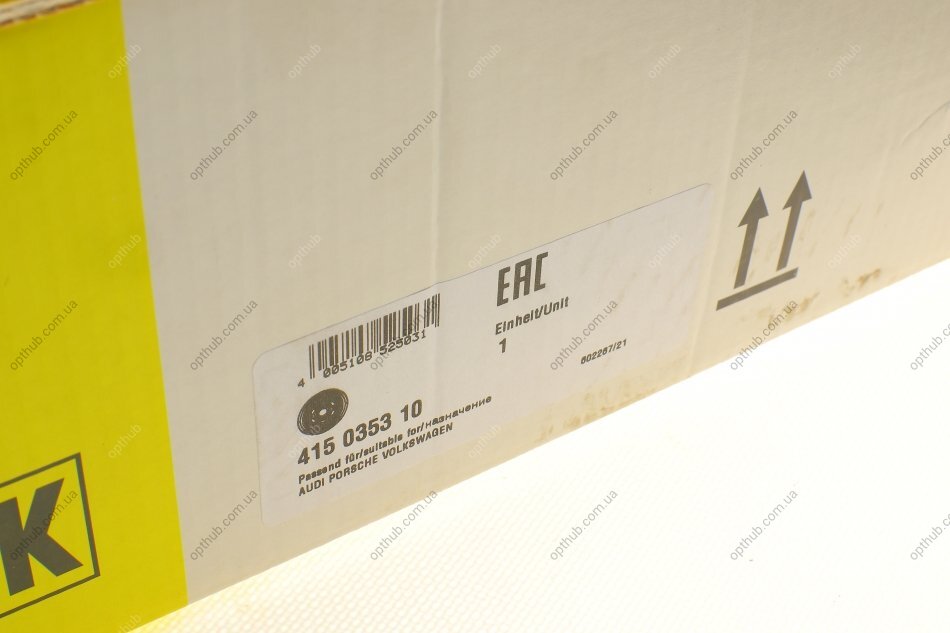 EAC
Einheit/Unit
1
602267/21
4 005108 525031
415 0353 10
Passend für/suitable for/назначение
AUDI PORSCHE VOLKSWAGEN
K
opthub.com.ua